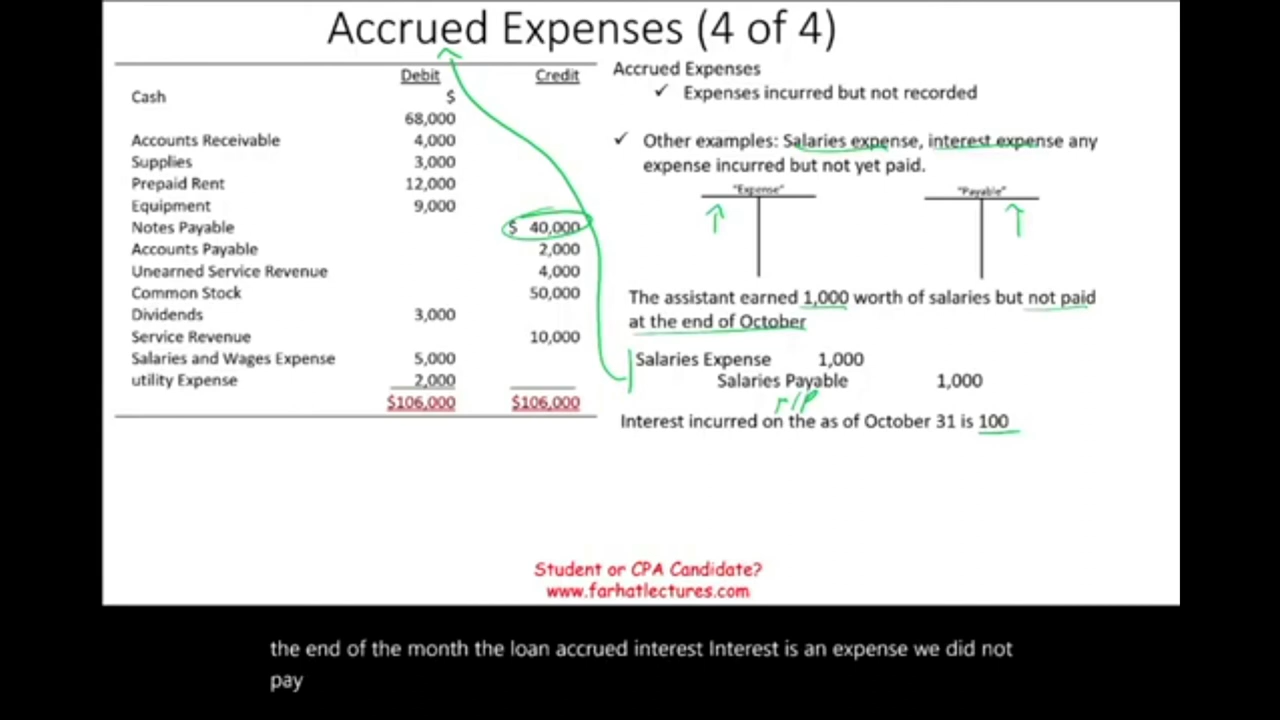 Accrued Expenses (4 of 4)
Debit Credit
Cash $
68,000
Accounts Receivable 4,000
Supplies 3,000
Prepaid Rent 12,000
Equipment 9,000
Notes Payable $ 40,000
Accounts Payable 2,000
Unearned Service Revenue 4,000
Common Stock 50,000
Dividends 3,000
Service Revenue 10,000
Salaries and Wages Expense 5,000
utility Expense 2,000
$106,000 $106,000
Accrued Expenses
✓ Expenses incurred but not recorded
✓ Other examples: Salaries expense, interest expense any
expense incurred but not yet paid.
"Expense" "Payable"
The assistant earned 1,000 worth of salaries but not paid
at the end of October
Salaries Expense 1,000
Salaries Payable 1,000
Interest incurred on the as of October 31 is 100
Student or CPA Candidate?
www.farhatlectures.com
the end of the month the loan accrued interest Interest is an expense we did not
pay